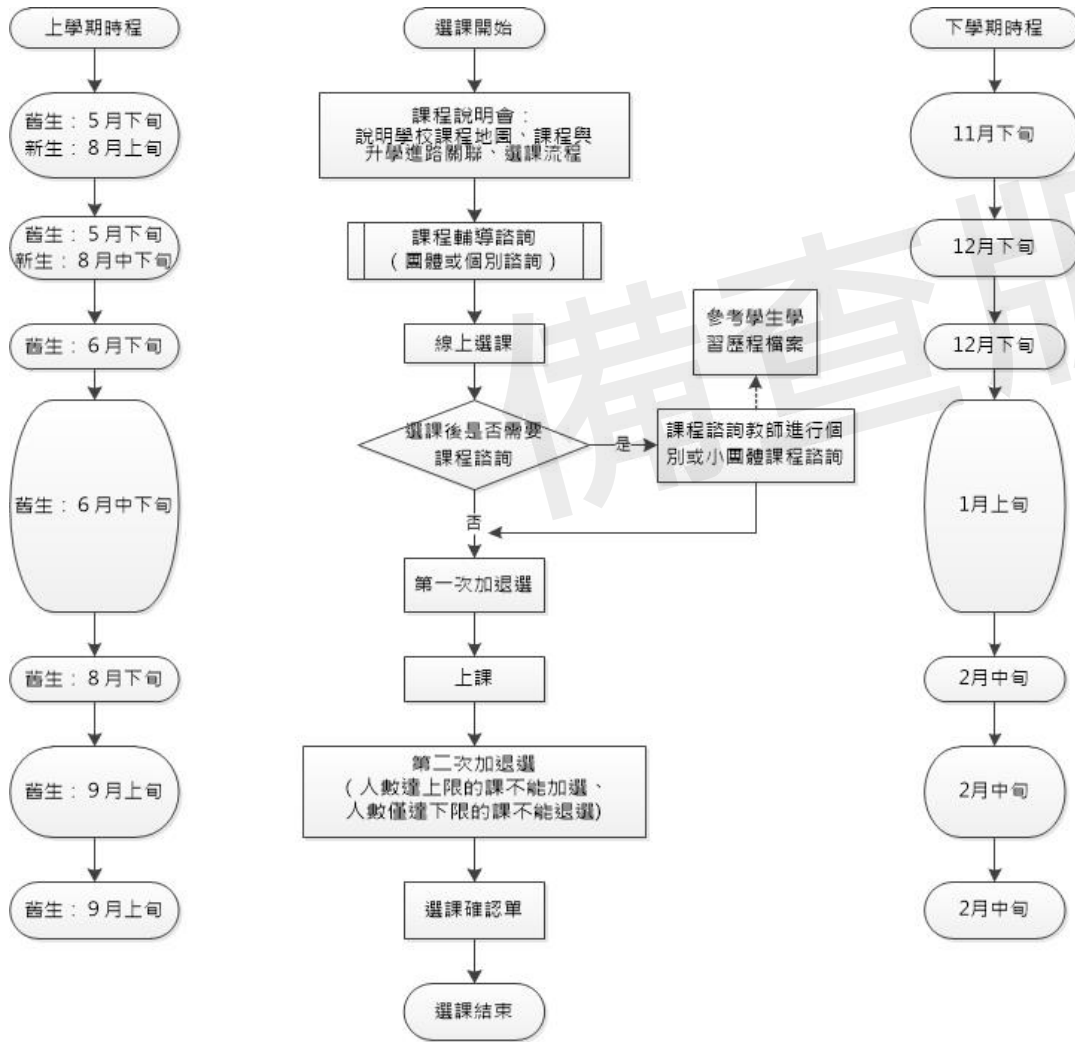 上學期時程
舊生：5月下旬
新生：8月上旬
舊生：5月下旬
新生：8月中下旬
舊生：6月下旬
舊生：6月中下旬
舊生：8月下旬
舊生：9月上旬
舊生：9月上旬
選課開始
課程說明會：
說明學校課程地圖、課程與
升學進路關聯、選課流程
課程輔導諮詢
（團體或個別諮詢）
線上選課
選課後是否需要
課程諮詢
是
課程諮詢教師進行個
別或小團體課程諮詢
參考學生學
習歷程檔案
否
第一次加退選
上課
第二次加退選
（人數達上限的課不能加選、
人數僅達下限的課不能退選)
選課確認單
選課結束
下學期時程
11月下旬
12月下旬
12月下旬
1月上旬
2月中旬
2月中旬
2月中旬
備查版